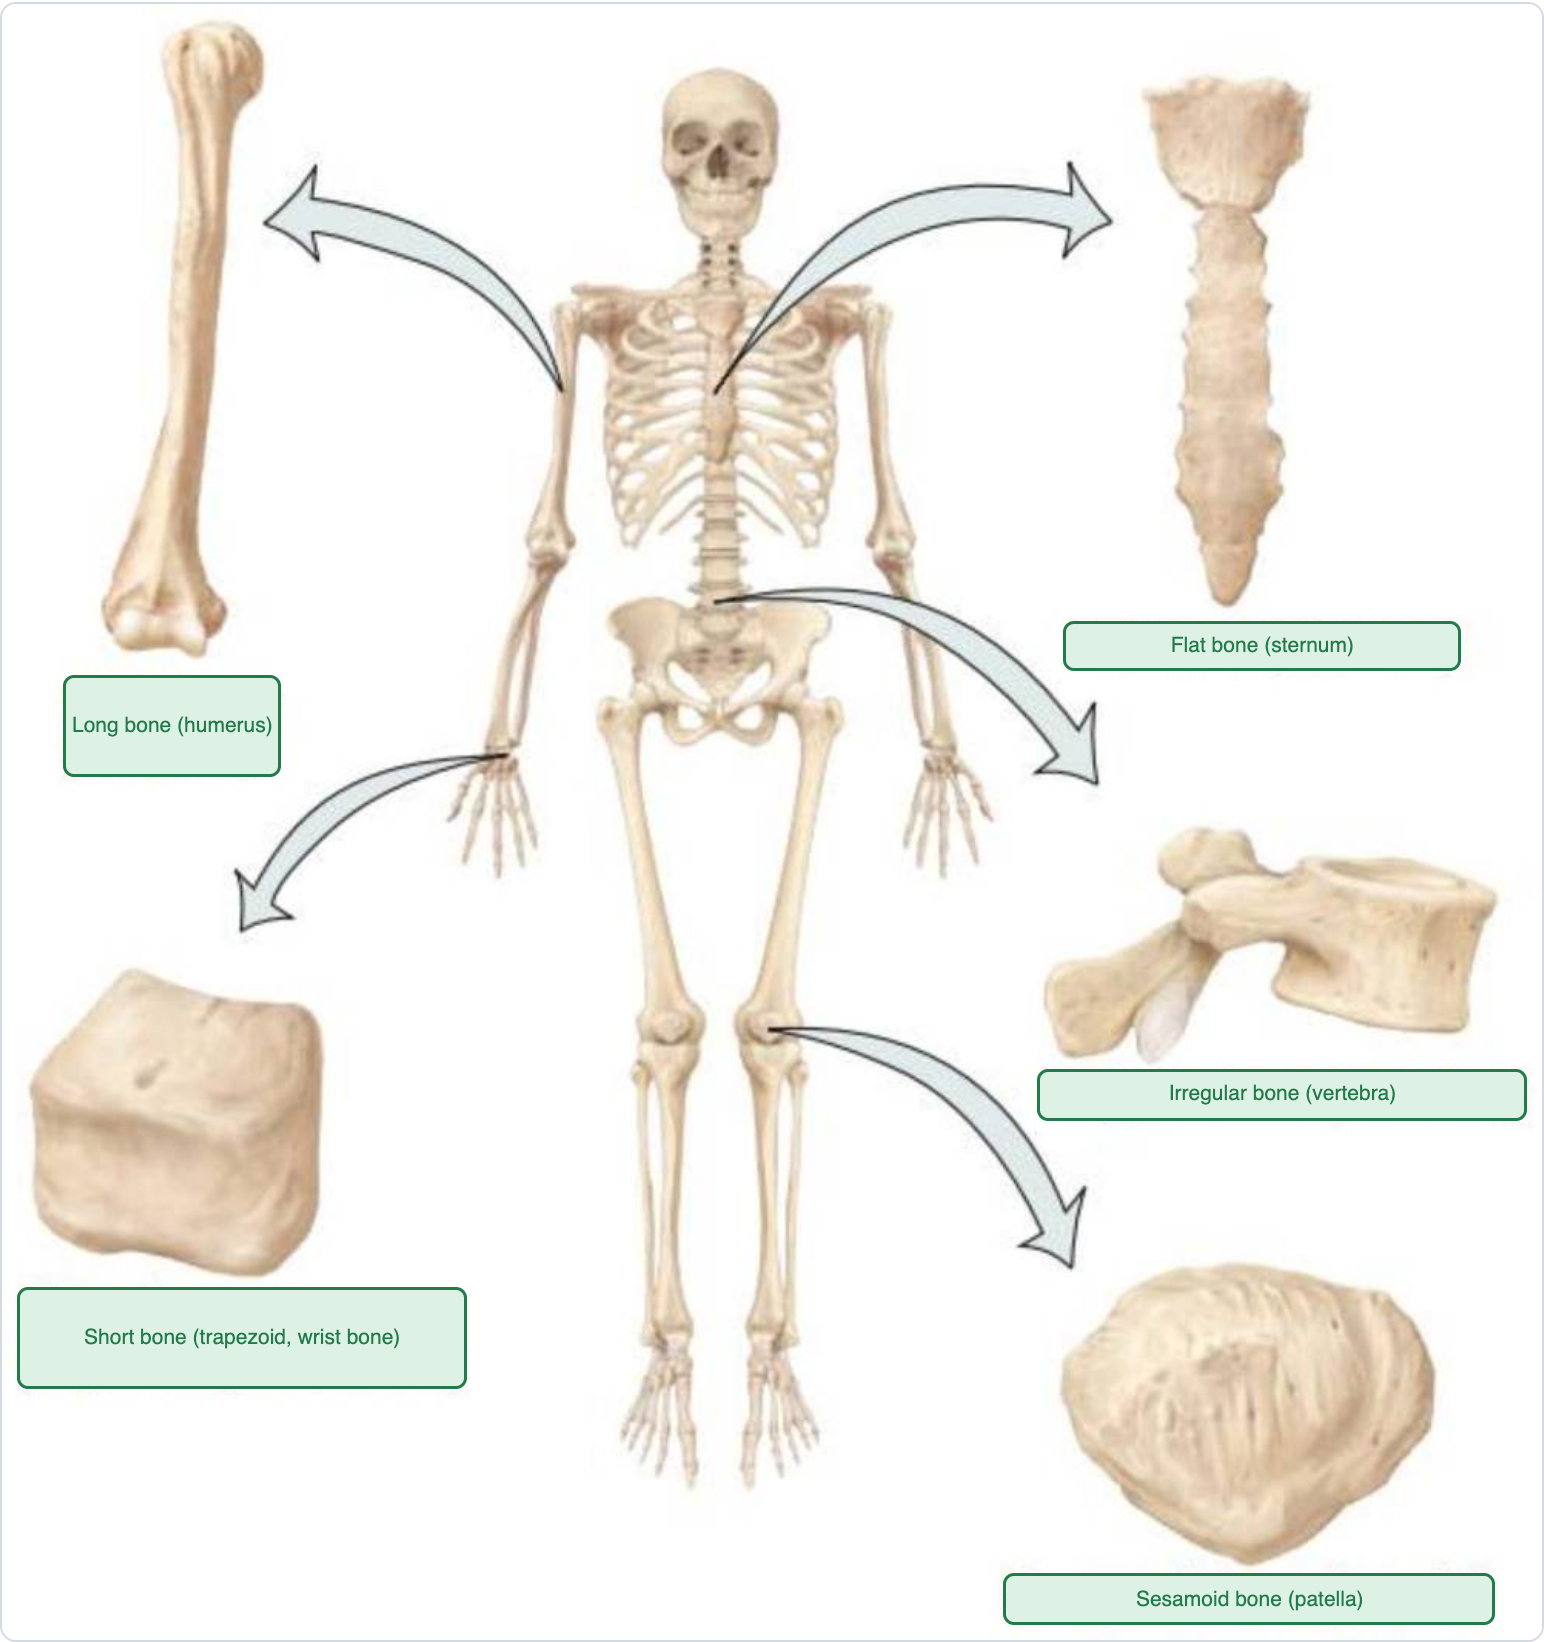 Flat bone (sternum)
Long bone (humerus)
Irregular bone (vertebra)
Short bone (trapezoid, wrist bone)
Sesamoid bone (patella)